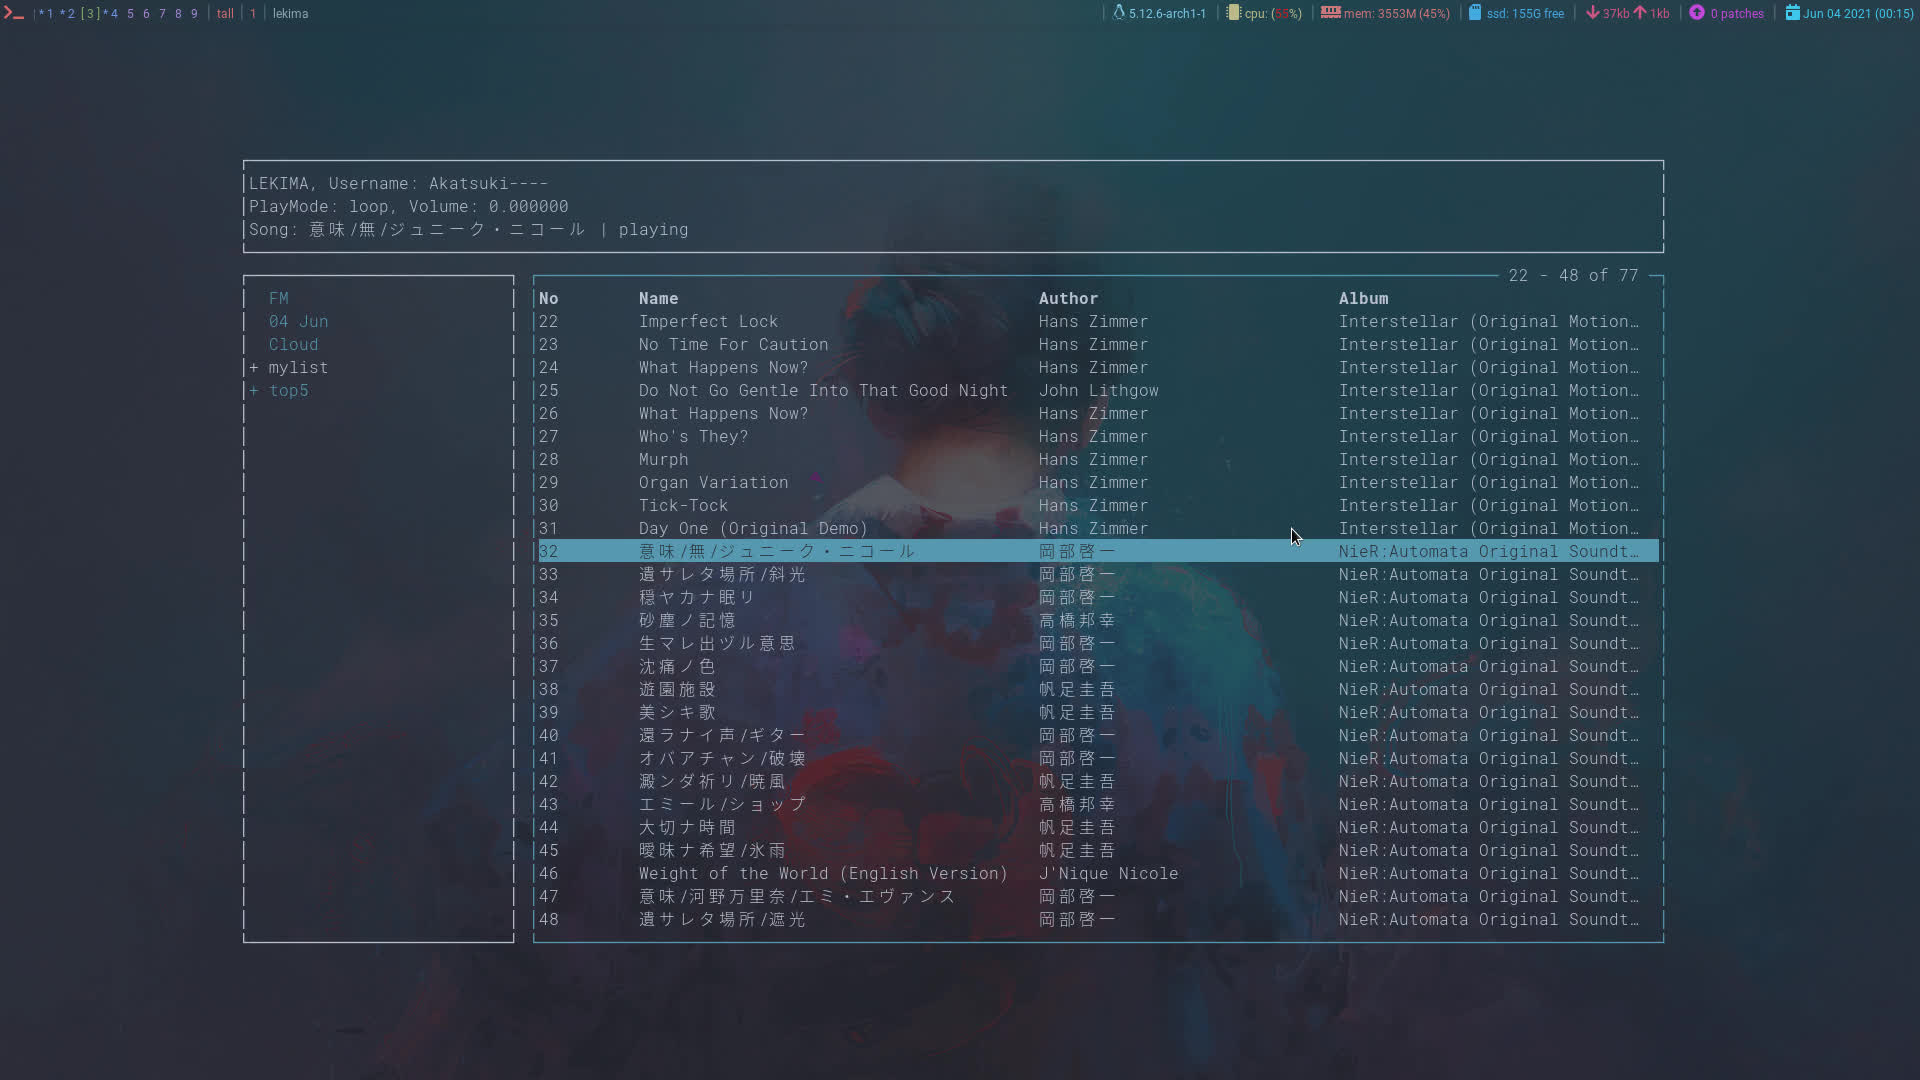 *1 *2 [3]*4 5 6 7 8 9 | tall | 1 | lekima
5.12.6-arch1-1 | cpu: (55%) | mem: 3553M (45%) | ssd: 155G free | 37kb 1kb | 0 patches | Jun 04 2021 (00:15)
LEKIMA, Username: Akatsuki----
PlayMode: loop, Volume: 0.000000
Song: 意味/無/ジュニーク・ニコール | playing
FM
04 Jun
Cloud
+ mylist
+ top5
22 - 48 of 77
No Name Author Album
22 Imperfect Lock Hans Zimmer Interstellar (Original Motion…
23 No Time For Caution Hans Zimmer Interstellar (Original Motion…
24 What Happens Now? Hans Zimmer Interstellar (Original Motion…
25 Do Not Go Gentle Into That Good Night John Lithgow Interstellar (Original Motion…
26 What Happens Now? Hans Zimmer Interstellar (Original Motion…
27 Who's They? Hans Zimmer Interstellar (Original Motion…
28 Murph Hans Zimmer Interstellar (Original Motion…
29 Organ Variation Hans Zimmer Interstellar (Original Motion…
30 Tick-Tock Hans Zimmer Interstellar (Original Motion…
31 Day One (Original Demo) Hans Zimmer Interstellar (Original Motion…
32 意味/無/ジュニーク・ニコール 岡部啓一 NieR:Automata Original Soundt…
33 遺サレタ場所/斜光 岡部啓一 NieR:Automata Original Soundt…
34 穏ヤカナ眠リ 岡部啓一 NieR:Automata Original Soundt…
35 砂塵ノ記憶 高橋邦幸 NieR:Automata Original Soundt…
36 生マレ出ヅル意思 岡部啓一 NieR:Automata Original Soundt…
37 沈痛ノ色 岡部啓一 NieR:Automata Original Soundt…
38 遊園施設 帆足圭吾 NieR:Automata Original Soundt…
39 美シキ歌 帆足圭吾 NieR:Automata Original Soundt…
40 還ラナイ声/ギター 岡部啓一 NieR:Automata Original Soundt…
41 オバアチャン/破壊 岡部啓一 NieR:Automata Original Soundt…
42 澱ンダ祈リ/暁風 帆足圭吾 NieR:Automata Original Soundt…
43 エミール/ショップ 高橋邦幸 NieR:Automata Original Soundt…
44 大切ナ時間 帆足圭吾 NieR:Automata Original Soundt…
45 曖昧ナ希望/氷雨 帆足圭吾 NieR:Automata Original Soundt…
46 Weight of the World (English Version) J'Nique Nicole NieR:Automata Original Soundt…
47 意味/河野万里奈/エミ・エヴァンス 岡部啓一 NieR:Automata Original Soundt…
48 遺サレタ場所/遮光 岡部啓一 NieR:Automata Original Soundt…